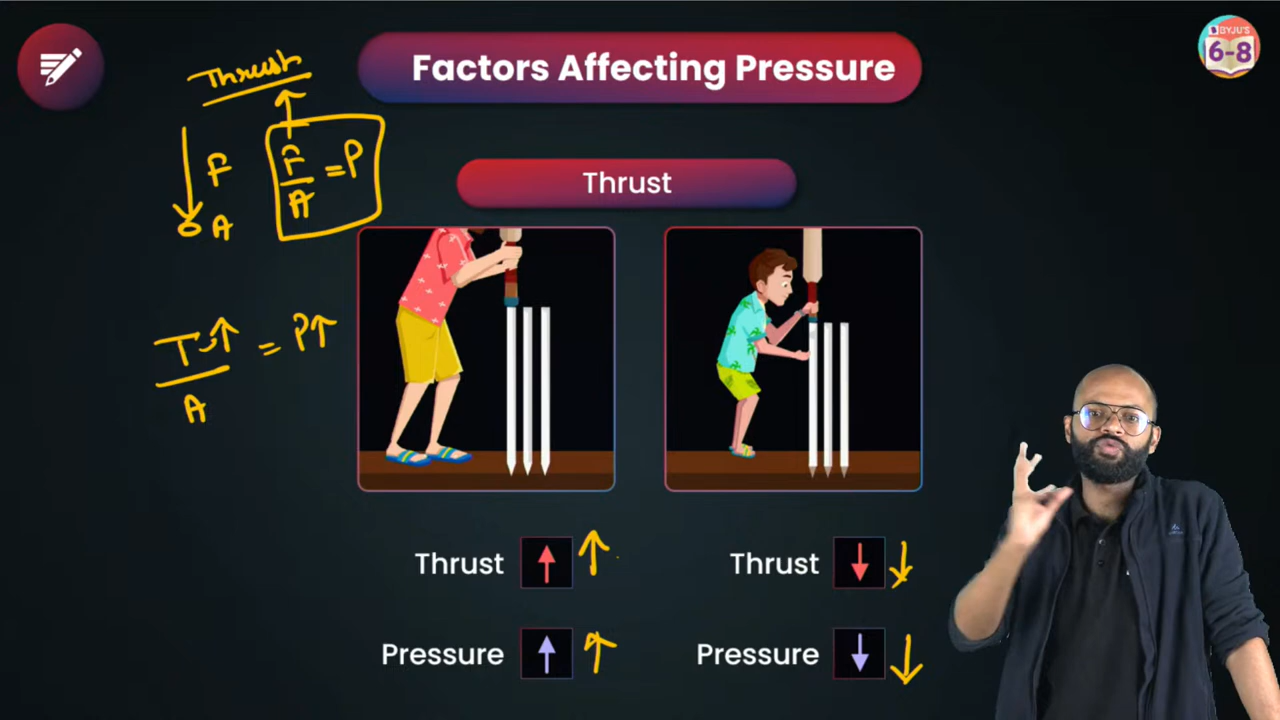 Factors Affecting Pressure
BYJU'S
6-8
Thrust
F
A
F/A = P
Thrust
T↑/A = P↑
Thrust ↑ ↑
Thrust ↓ ↓
Pressure ↑ ↑
Pressure ↓ ↓